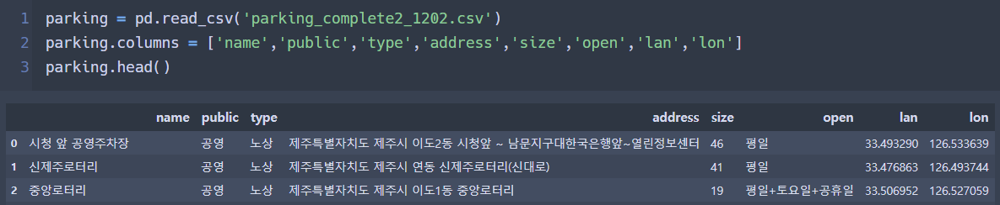 1 parking = pd.read_csv('parking_complete2_1202.csv')
2 parking.columns = ['name','public','type','address','size','open','lan','lon']
3 parking.head()
name public type address size open lan lon
0 시청 앞 공영주차장 공영 노상 제주특별자치도 제주시 이도2동 시청앞 ~ 남문지구대한국은행앞~열린정보센터 46 평일 33.493290 126.533639
1 신제주로터리 공영 노상 제주특별자치도 제주시 연동 신제주로터리(신대로) 41 평일 33.476863 126.493744
2 중앙로터리 공영 노상 제주특별자치도 제주시 이도1동 중앙로터리 19 평일+토요일+공휴일 33.506952 126.527059